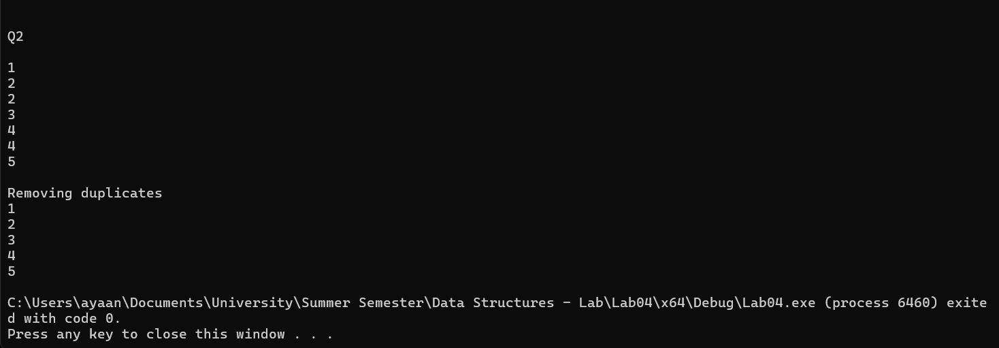 Q2
1
2
2
3
4
4
5
Removing duplicates
1
2
3
4
5
C:\Users\ayaan\Documents\University\Summer Semester\Data Structures - Lab\Lab04\x64\Debug\Lab04.exe (process 6460) exite
d with code 0.
Press any key to close this window . . .